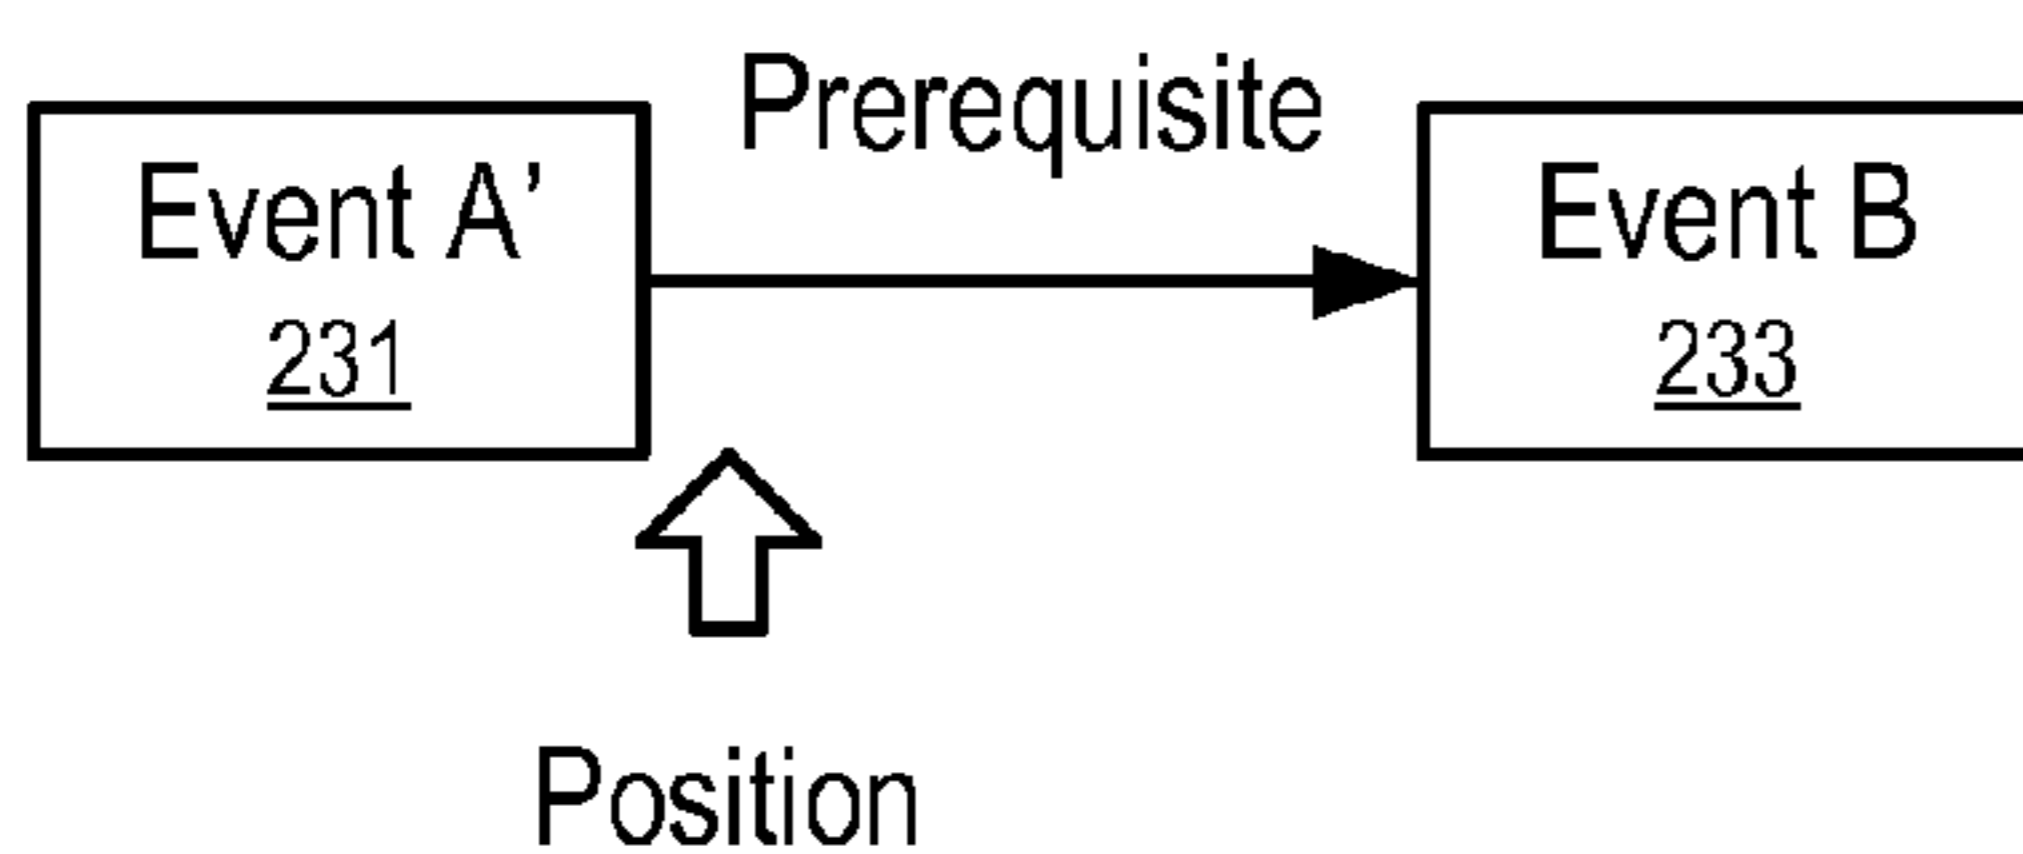 Prerequisite
Event A’
231
Event B
233
Position